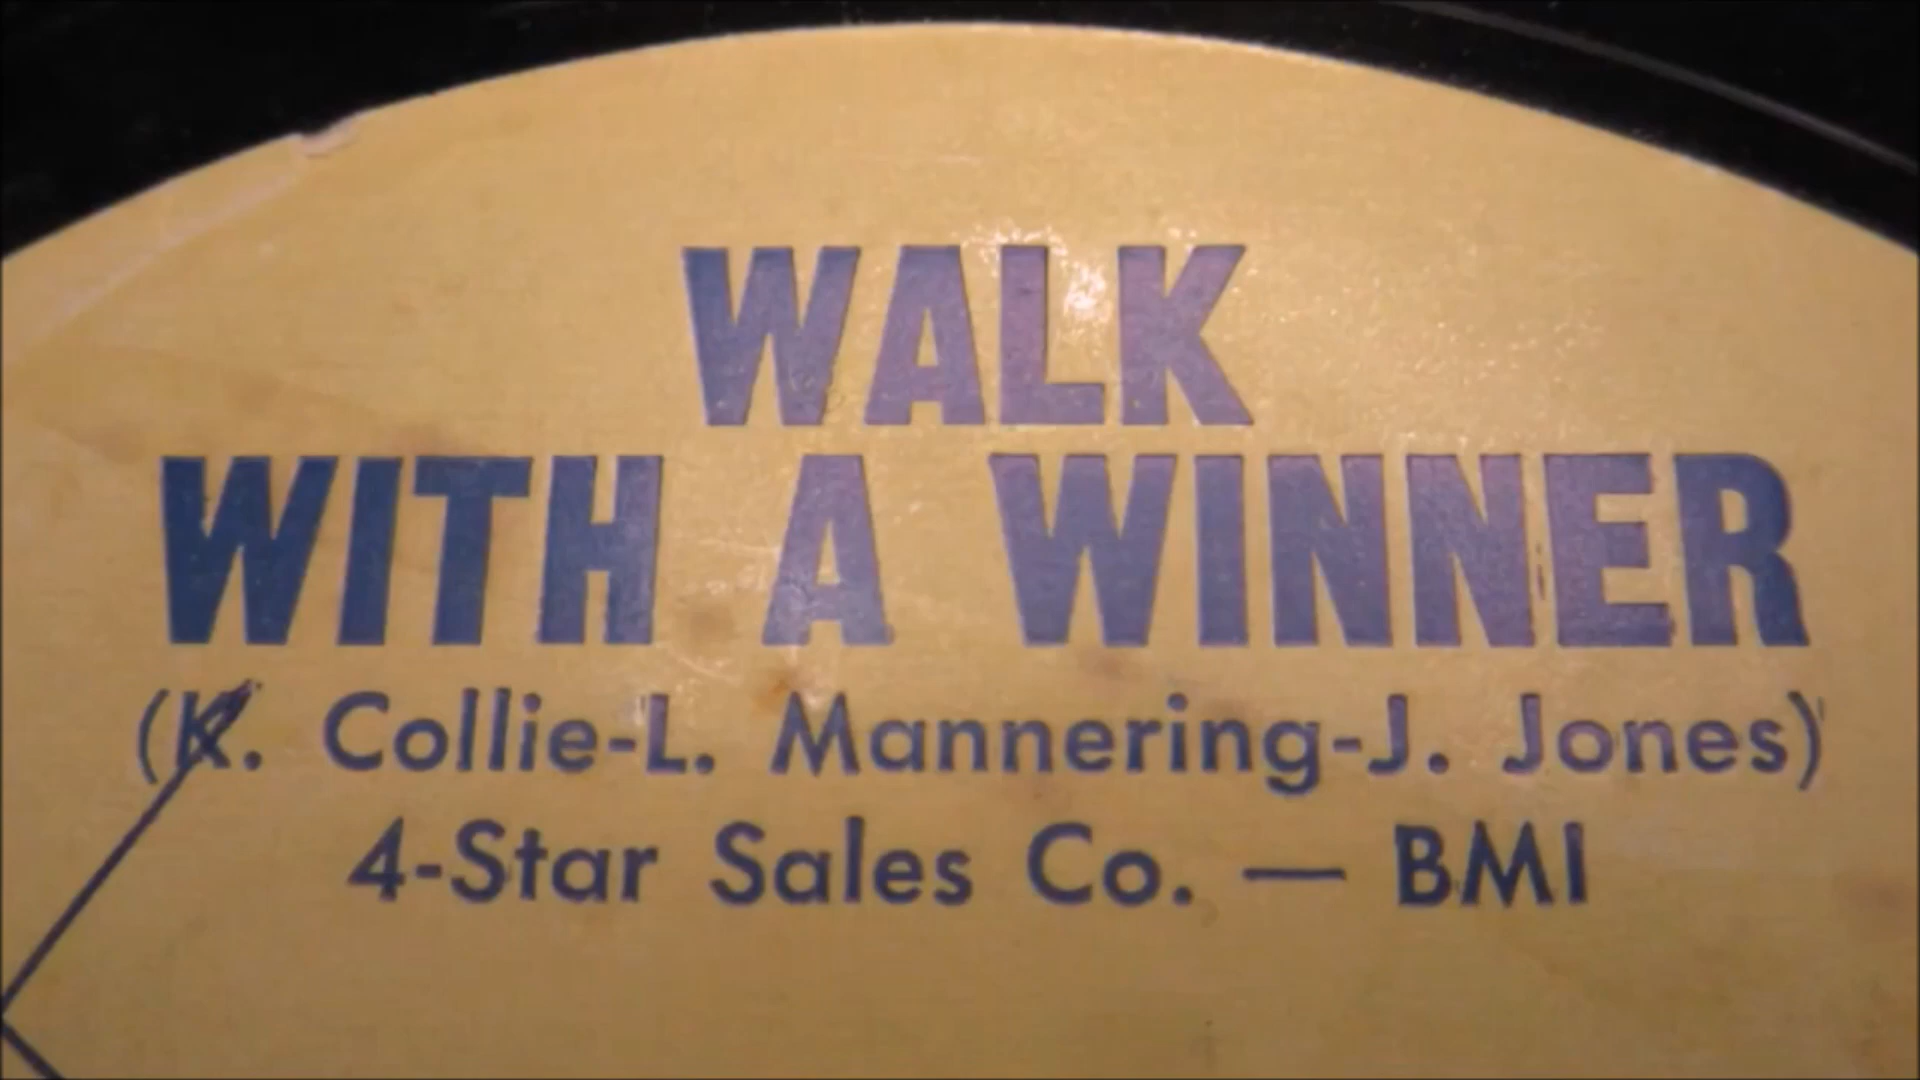 WALK
WITH A WINNER
(K. Collie-L. Mannering-J. Jones)
4-Star Sales Co. — BMI